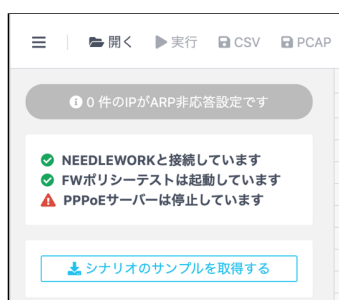 開く 実行 CSV PCAP
0 件のIPがARP非応答設定です
NEEDLEWORKと接続しています
FWポリシーテストは起動しています
PPPoEサーバーは停止しています
シナリオのサンプルを取得する